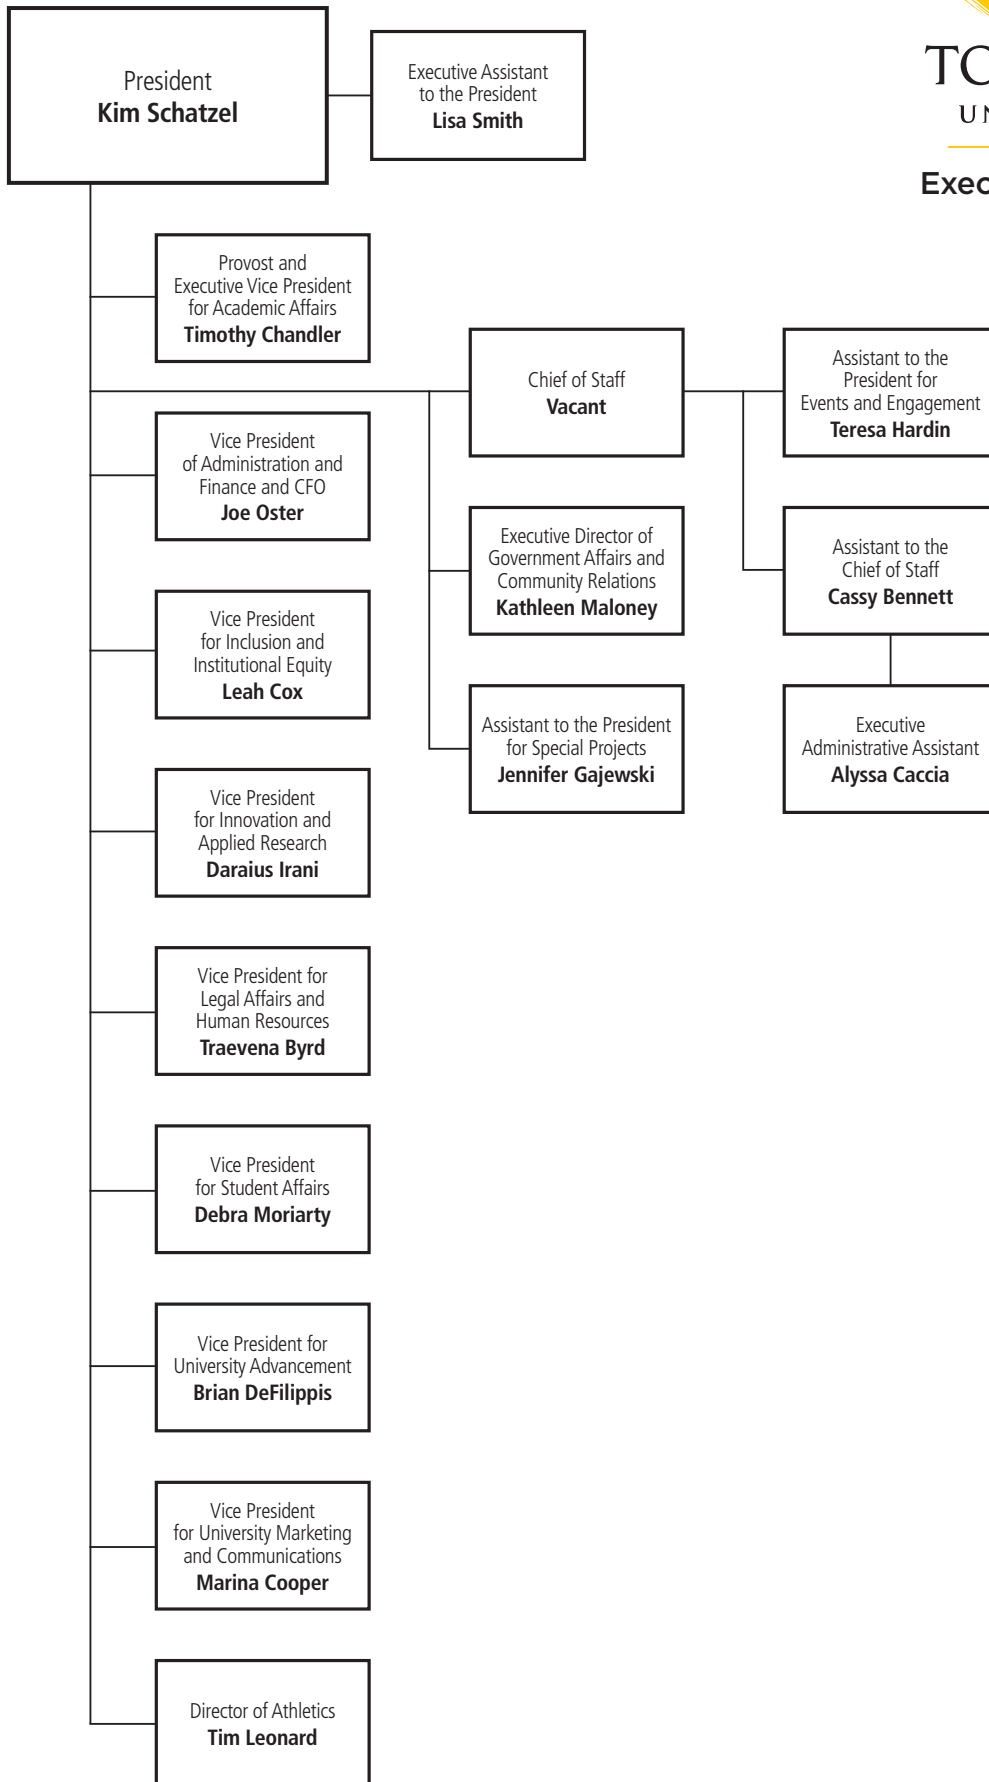 President
Kim Schatzel
Executive Assistant
to the President
Lisa Smith
Provost and
Executive Vice President
for Academic Affairs
Timothy Chandler
Chief of Staff
Vacant
Assistant to the
President for
Events and Engagement
Teresa Hardin
Vice President
of Administration and
Finance and CFO
Joe Oster
Executive Director of
Government Affairs and
Community Relations
Kathleen Maloney
Assistant to the
Chief of Staff
Cassy Bennett
Vice President
for Inclusion and
Institutional Equity
Leah Cox
Assistant to the President
for Special Projects
Jennifer Gajewski
Executive
Administrative Assistant
Alyssa Caccia
Vice President
for Innovation and
Applied Research
Daraius Irani
Vice President for
Legal Affairs and
Human Resources
Traevena Byrd
Vice President
for Student Affairs
Debra Moriarty
Vice President for
University Advancement
Brian DeFilippis
Vice President
for University Marketing
and Communications
Marina Cooper
Director of Athletics
Tim Leonard